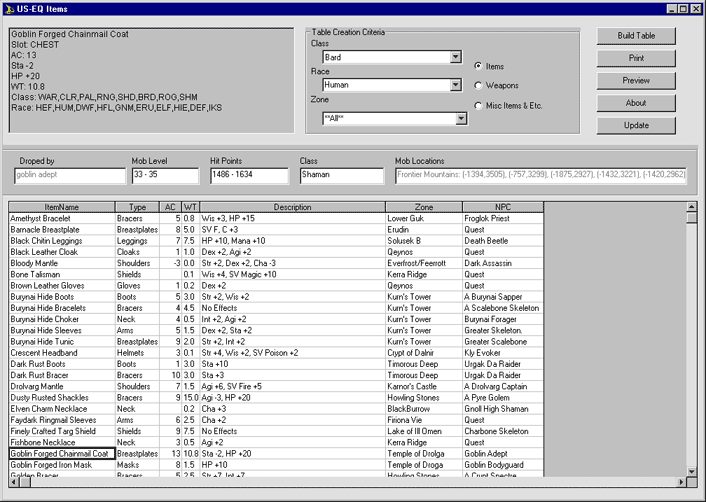 US-EQ Items
Goblin Forged Chainmail Coat
Slot: CHEST
AC: 13
Sta -2
HP +20
WT: 10.8
Class: WAR,CLR,PAL,RNG,SHD,BRD,ROG,SHM
Race: HEF,HUM,DWF,HFL,GNM,ERU,ELF,HIE,DEF,IKS
Table Creation Criteria
Class
Bard
Race
Human
Zone
**All**
Items
Weapons
Misc Items & Etc.
Build Table
Print
Preview
About
Update
Droped by Mob Level Hit Points Class Mob Locations
goblin adept 33 - 35 1486 - 1634 Shaman Frontier Mountains: (-1394,3505), (-757,3299), (-1875,2927), (-1432,3221), (-1420,2962)
ItemName Type AC WT Description Zone NPC
Amethyst Bracelet Bracers 5 0.8 Wis +3, HP +15 Lower Guk Froglok Priest
Barnacle Breastplate Breastplates 8 5.0 SV F, C +3 Erudin Quest
Black Chitin Leggings Leggings 7 7.5 HP +10, Mana +10 Solusek B Death Beetle
Black Leather Cloak Cloaks 1 1.0 Dex +2, Agi +2 Qeynos Quest
Bloody Mantle Shoulders -3 0.0 Str +2, Dex +2, Cha -3 Everfrost/Feerrott Dark Assassin
Bone Talisman Shields 0.1 Wis +4, SV Magic +10 Kerra Ridge Quest
Brown Leather Gloves Gloves 1 0.2 Dex +2 Qeynos Quest
Burynai Hide Boots Boots 5 3.0 Str +2, Wis +2 Kurn's Tower A Burynai Sapper
Burynai Hide Bracelets Bracers 4 4.5 No Effects Kurn's Tower A Scalebone Skeleton
Burynai Hide Choker Neck 4 0.5 Int +2, Agi +2 Kurn's Tower Burynai Forager
Burynai Hide Sleeves Arms 5 1.5 Dex +2, Sta +2 Kurn's Tower Greater Skeleton.
Burynai Hide Tunic Breastplates 9 2.0 Str +2, Int +2 Kurn's Tower Greater Scalebone
Crescent Headband Helmets 3 0.1 Str +4, Wis +2, SV Poison +2 Crypt of Dalnir Kly Evoker
Dark Rust Boots Boots 1 3.0 Sta +10 Timorous Deep Urgak Da Raider
Dark Rust Bracer Bracers 10 3.0 Sta +3 Timorous Deep Urgak Da Raider
Drolvarg Mantle Shoulders 7 1.5 Agi +6, SV Fire +5 Karnor's Castle A Drolvarg Captain
Dusty Rusted Shackles Bracers 9 15.0 Agi -3, HP +20 Howling Stones A Pyre Golem
Elven Charm Necklace Neck 0.2 Cha +3 BlackBurrow Gnoll High Shaman
Faydark Ringmail Sleeves Arms 6 2.5 Cha +2 Firiona Vie Quest
Finely Crafted Targ Shield Shields 9 7.5 No Effects Lake of Ill Omen Charbone Skeleton
Fishbone Necklace Neck 3 0.5 Agi +2 Kerra Ridge Quest
Goblin Forged Chainmail Coat Breastplates 13 10.8 Sta -2, HP +20 Temple of Drolga Goblin Adept
Goblin Forged Iron Mask Masks 8 1.5 HP +10 Temple of Droga Goblin Bodyguard
Golden Bracer Bracers 5 2.5 Str +7, Int +7 Howling Stones A Crypt Spectre